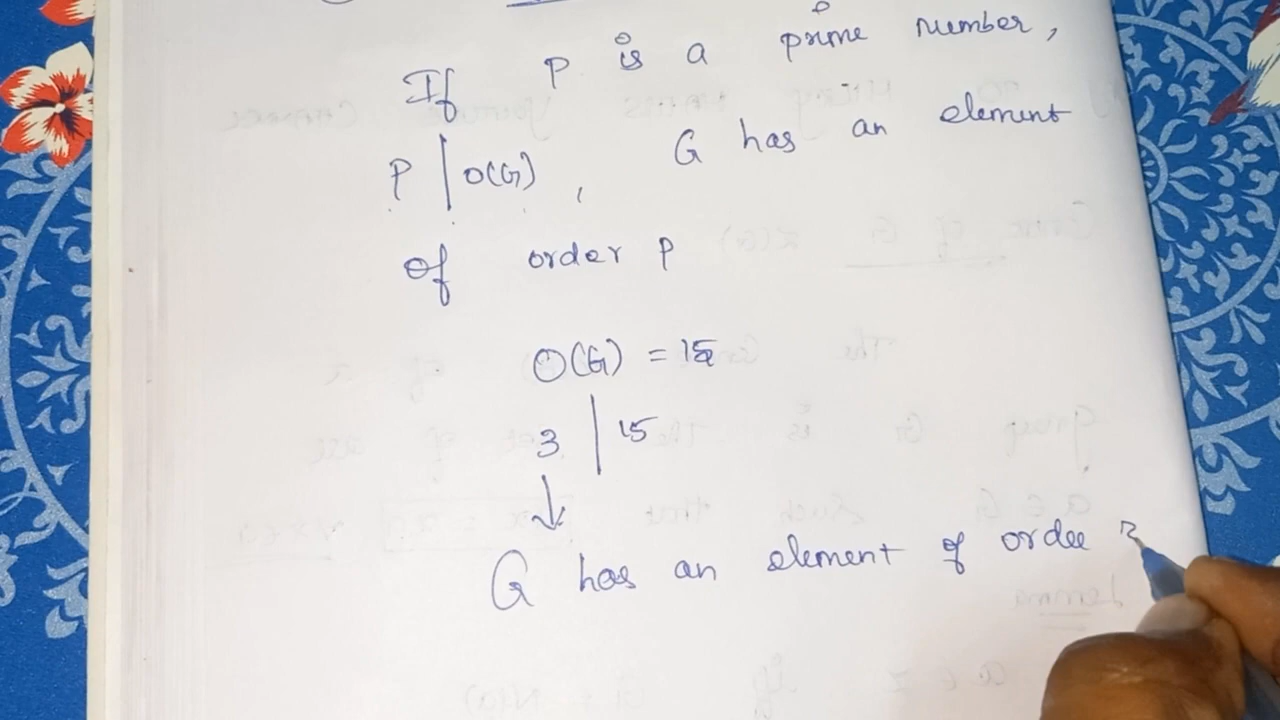 If P is a prime number,
P | O(G), G has an element
of order P
O(G) = 15
3 | 15
↓
G has an element of order 3